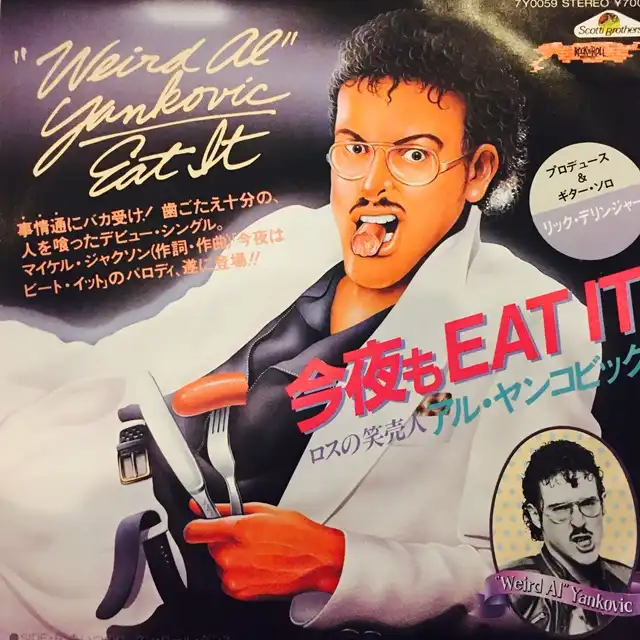 7Y0059 STEREO ¥700
Scotti Brothers
ROCK'N'ROLL
"Weird Al"
Yankovic
Eat It
事情通にバカ受け! 歯ごたえ十分の、
人を喰ったデビュー・シングル。
マイケル・ジャクソン(作詞・作曲)「今夜は
ビート・イット」のパロディ、遂に登場!!
プロデュース
&
ギター・ソロ
リック・デリンジャー
今夜もEAT IT
ロスの笑売人 アル・ヤンコビック
"Weird Al" Yankovic